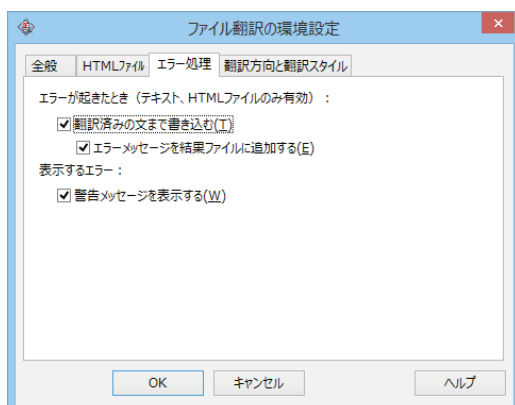 ファイル翻訳の環境設定
全般 HTMLファイル エラー処理 翻訳方向と翻訳スタイル
エラーが起きたとき（テキスト、HTMLファイルのみ有効）：
翻訳済みの文まで書き込む(T)
エラーメッセージを結果ファイルに追加する(E)
表示するエラー：
警告メッセージを表示する(W)
OK キャンセル ヘルプ